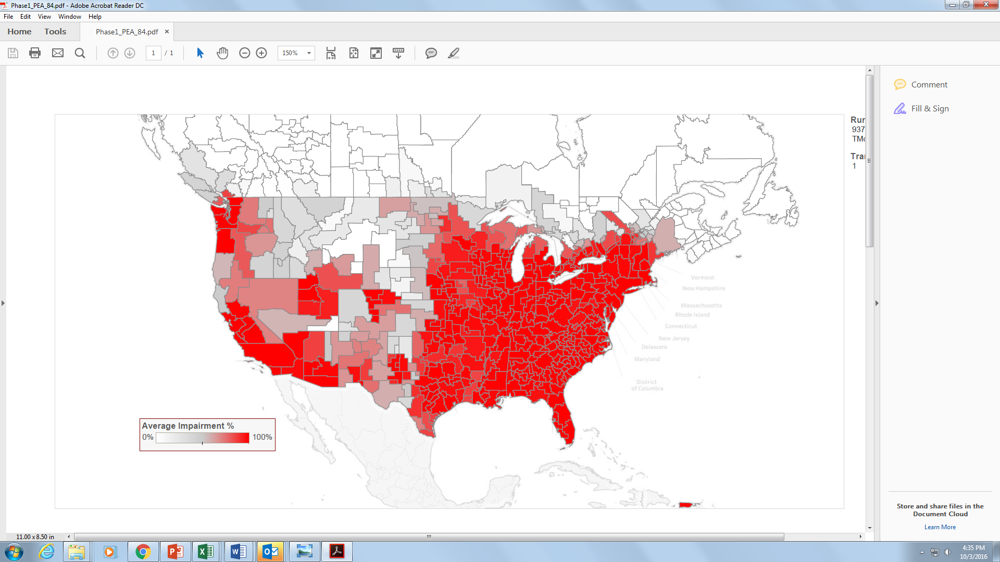 Phase1_PEA_84.pdf - Adobe Acrobat Reader DC
File Edit View Window Help
Home Tools Phase1_PEA_84.pdf ×
1 / 1 150%
Comment
Fill & Sign
Rur
937
TMo
Tra
1
Vermont
New Hampshire
Massachusetts
Rhode Island
Connecticut
New Jersey
Delaware
Maryland
District
of Columbia
Average Impairment %
0% 100%
Store and share files in the
Document Cloud
Learn More
11.00 x 8.50 in
4:35 PM
10/3/2016